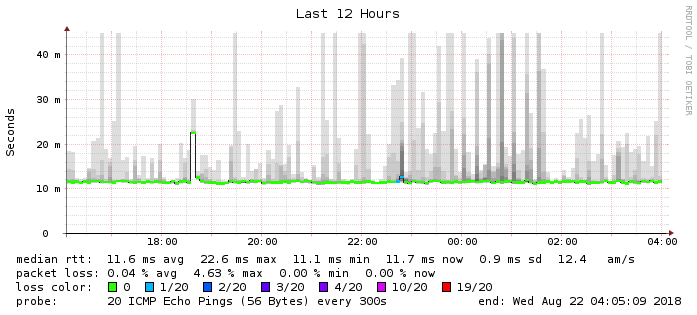 Last 12 Hours
RRDTOOL / TOBI OETIKER
Seconds
40 m
30 m
20 m
10 m
0
18:00 20:00 22:00 00:00 02:00 04:00
median rtt: 11.6 ms avg 22.6 ms max 11.1 ms min 11.7 ms now 0.9 ms sd 12.4 am/s
packet loss: 0.04 % avg 4.63 % max 0.00 % min 0.00 % now
loss color: 0 1/20 2/20 3/20 4/20 10/20 19/20
probe: 20 ICMP Echo Pings (56 Bytes) every 300s end: Wed Aug 22 04:05:09 2018